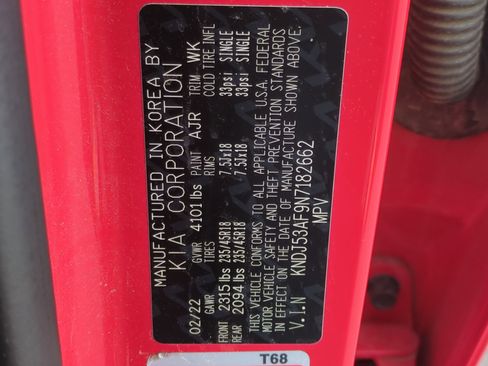 MANUFACTURED IN KOREA BY
KIA CORPORATION
02/22 GVWR 4101 lbs PAINT AJR TRIM WK
GAWR TIRES RIMS COLD TIRE INFL
FRONT 2315 lbs 235/45R18 7.5Jx18 33psi SINGLE
REAR 2094 lbs 235/45R18 7.5Jx18 33psi SINGLE
THIS VEHICLE CONFORMS TO ALL APPLICABLE U.S.A. FEDERAL
MOTOR VEHICLE SAFETY AND THEFT PREVENTION STANDARDS
IN EFFECT ON THE DATE OF MANUFACTURE SHOWN ABOVE.
V.I.N KNDJ53AF9N7182662
MPV
T68